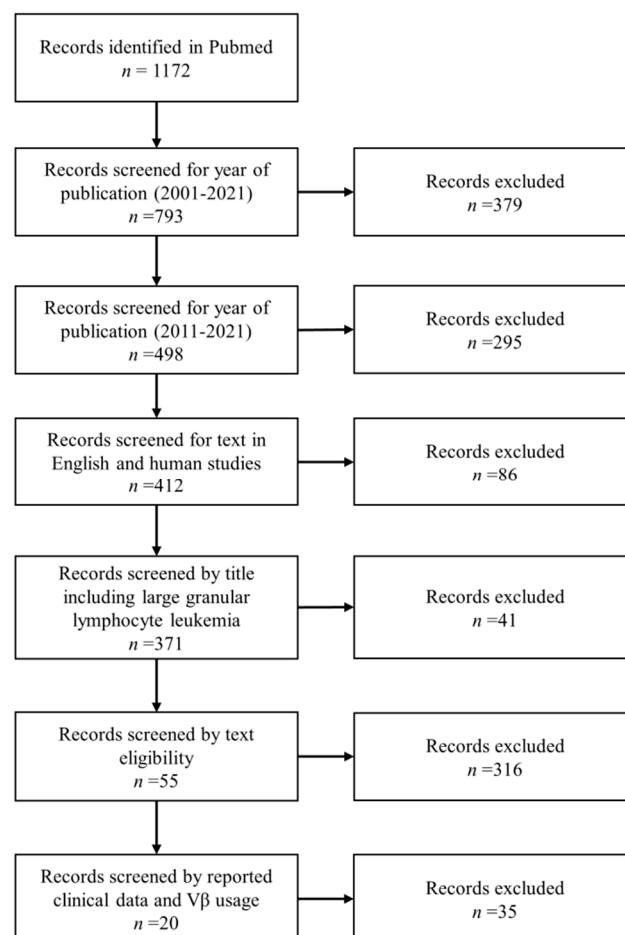 Records identified in Pubmed
n = 1172
Records screened for year of
publication (2001-2021)
n =793
Records excluded
n =379
Records screened for year of
publication (2011-2021)
n =498
Records excluded
n =295
Records screened for text in
English and human studies
n =412
Records excluded
n =86
Records screened by title
including large granular
lymphocyte leukemia
n =371
Records excluded
n =41
Records screened by text
eligibility
n =55
Records excluded
n =316
Records screened by reported
clinical data and Vβ usage
n =20
Records excluded
n =35